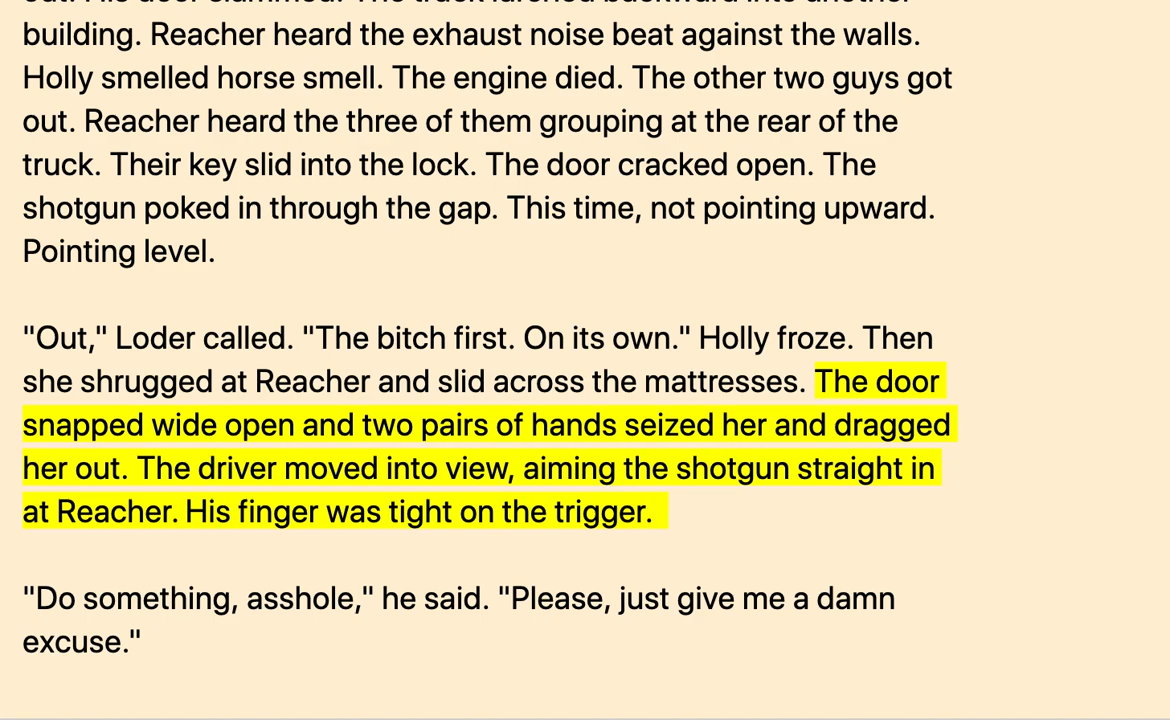 building. Reacher heard the exhaust noise beat against the walls.
Holly smelled horse smell. The engine died. The other two guys got
out. Reacher heard the three of them grouping at the rear of the
truck. Their key slid into the lock. The door cracked open. The
shotgun poked in through the gap. This time, not pointing upward.
Pointing level.
"Out," Loder called. "The bitch first. On its own." Holly froze. Then
she shrugged at Reacher and slid across the mattresses. The door
snapped wide open and two pairs of hands seized her and dragged
her out. The driver moved into view, aiming the shotgun straight in
at Reacher. His finger was tight on the trigger.
"Do something, asshole," he said. "Please, just give me a damn
excuse."